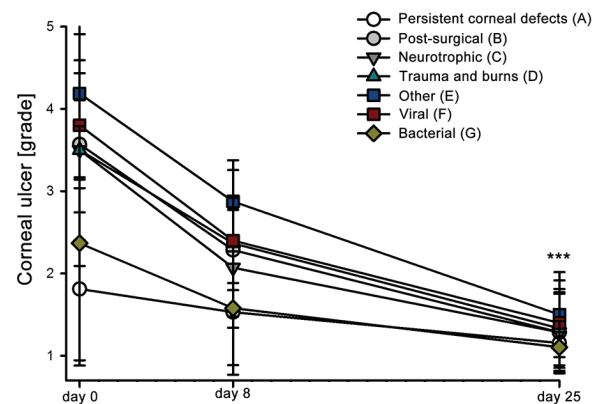 Persistent corneal defects (A)
Post-surgical (B)
Neurotrophic (C)
Trauma and burns (D)
Other (E)
Viral (F)
Bacterial (G)
Corneal ulcer [grade]
5
4
3
2
1
***
day 0
day 8
day 25